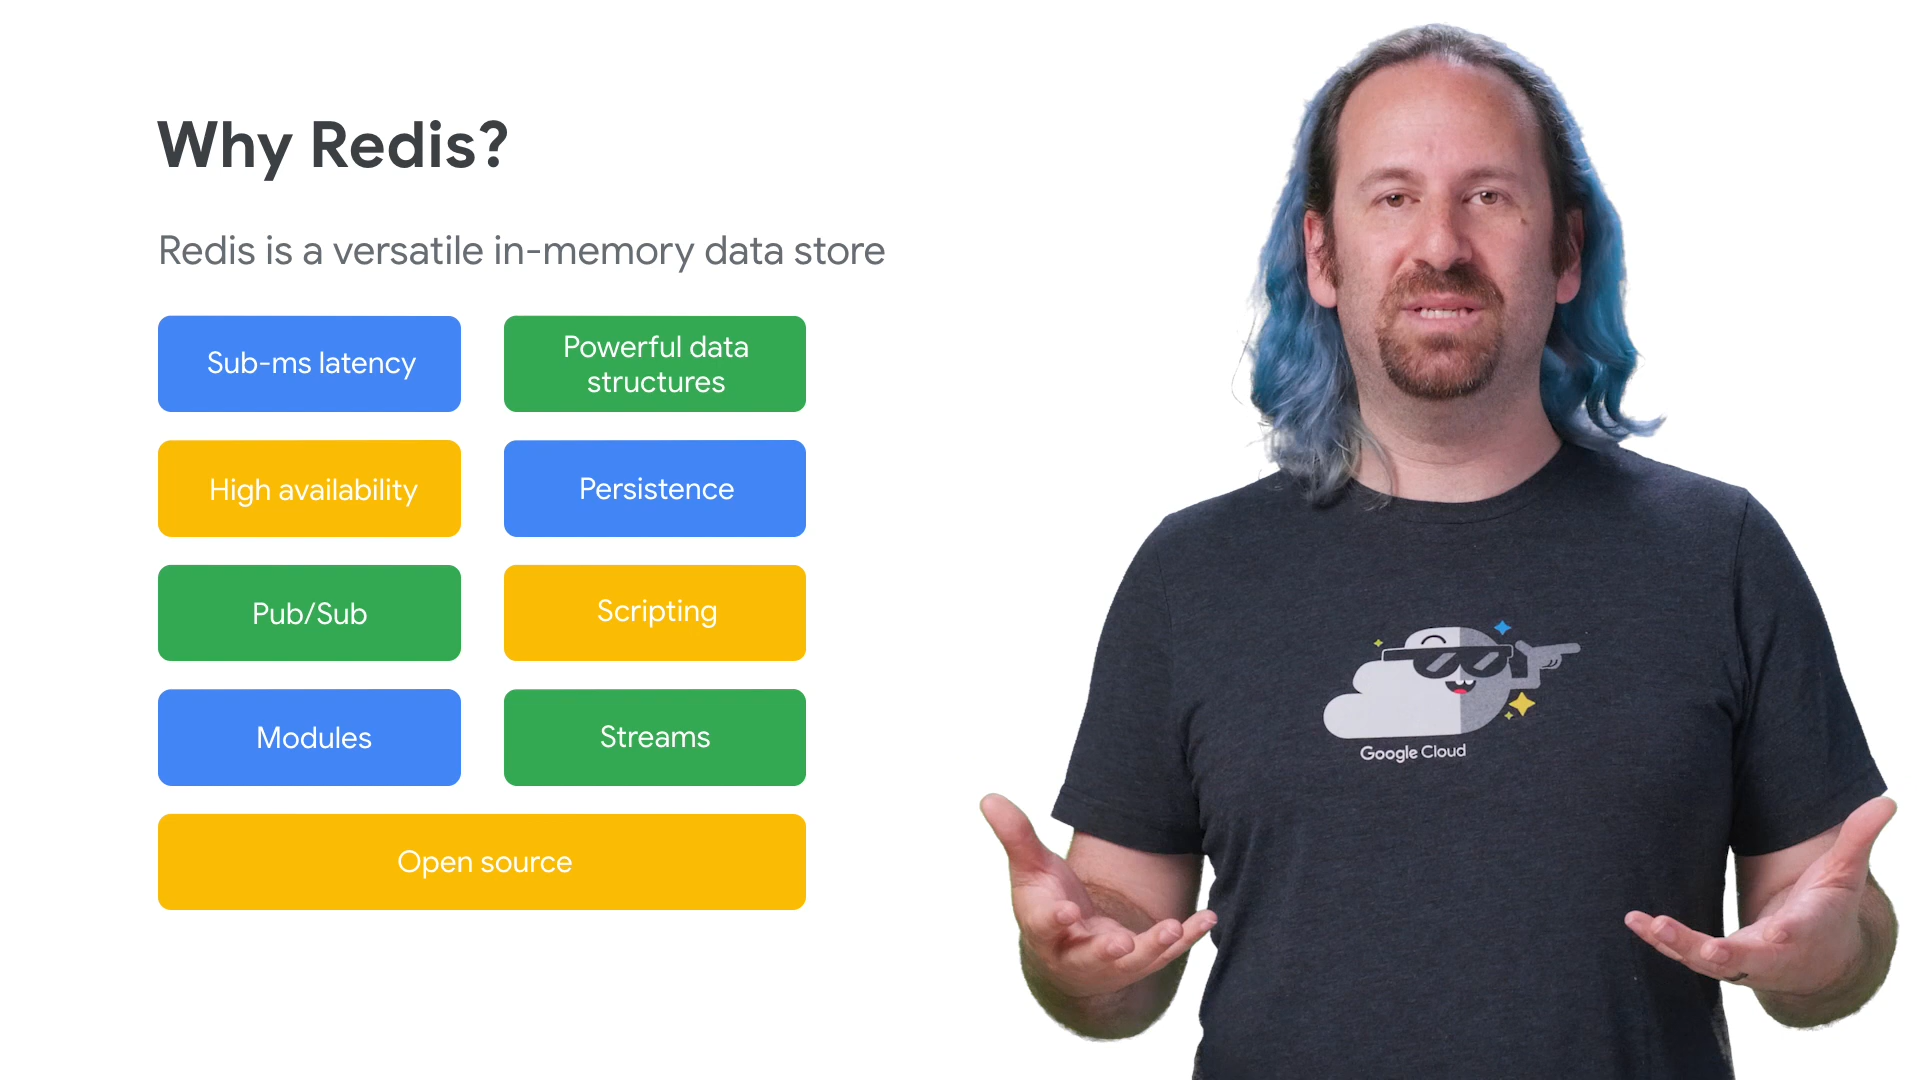 Why Redis?
Redis is a versatile in-memory data store
Sub-ms latency
Powerful data
structures
High availability
Persistence
Pub/Sub
Scripting
Modules
Streams
Open source
Google Cloud